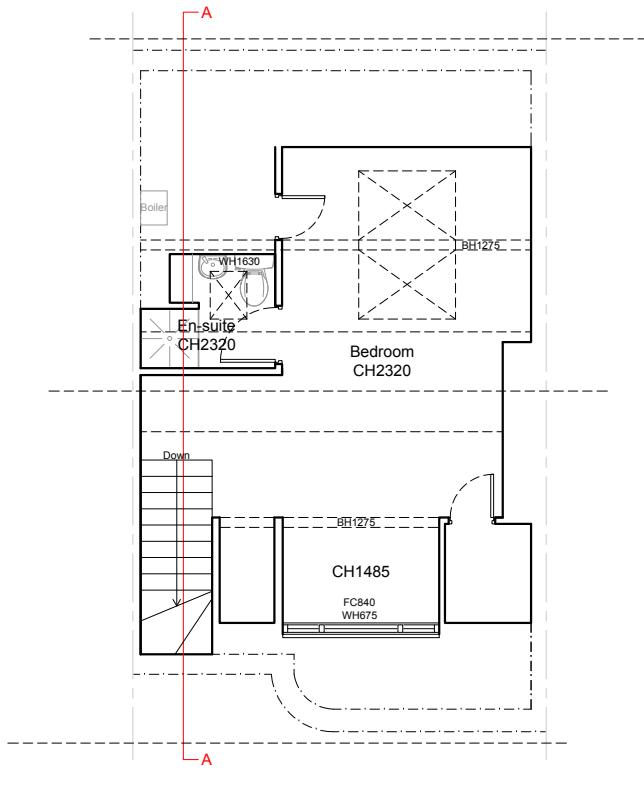 A
Boiler
BH1275
WH1630
En-suite
CH2320
Bedroom
CH2320
Down
BH1275
CH1485
FC840
WH675
A